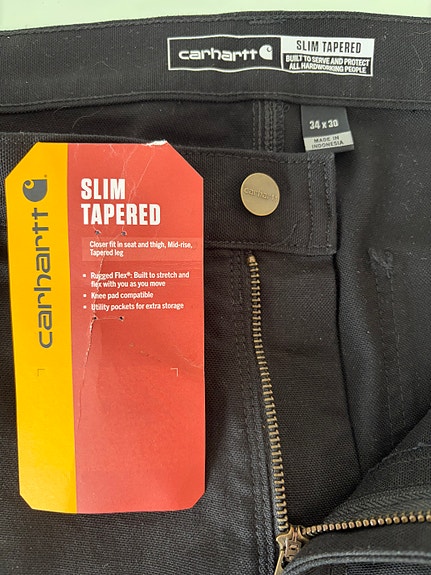 carhartt
SLIM TAPERED
BUILT TO SERVE AND PROTECT
ALL HARDWORKING PEOPLE
34 x 30
MADE IN
INDONESIA
carhartt
carhartt
SLIM
TAPERED
Closer fit in seat and thigh, Mid-rise,
Tapered leg
• Rugged Flex®: Built to stretch and
flex with you as you move
• Knee pad compatible
• Utility pockets for extra storage